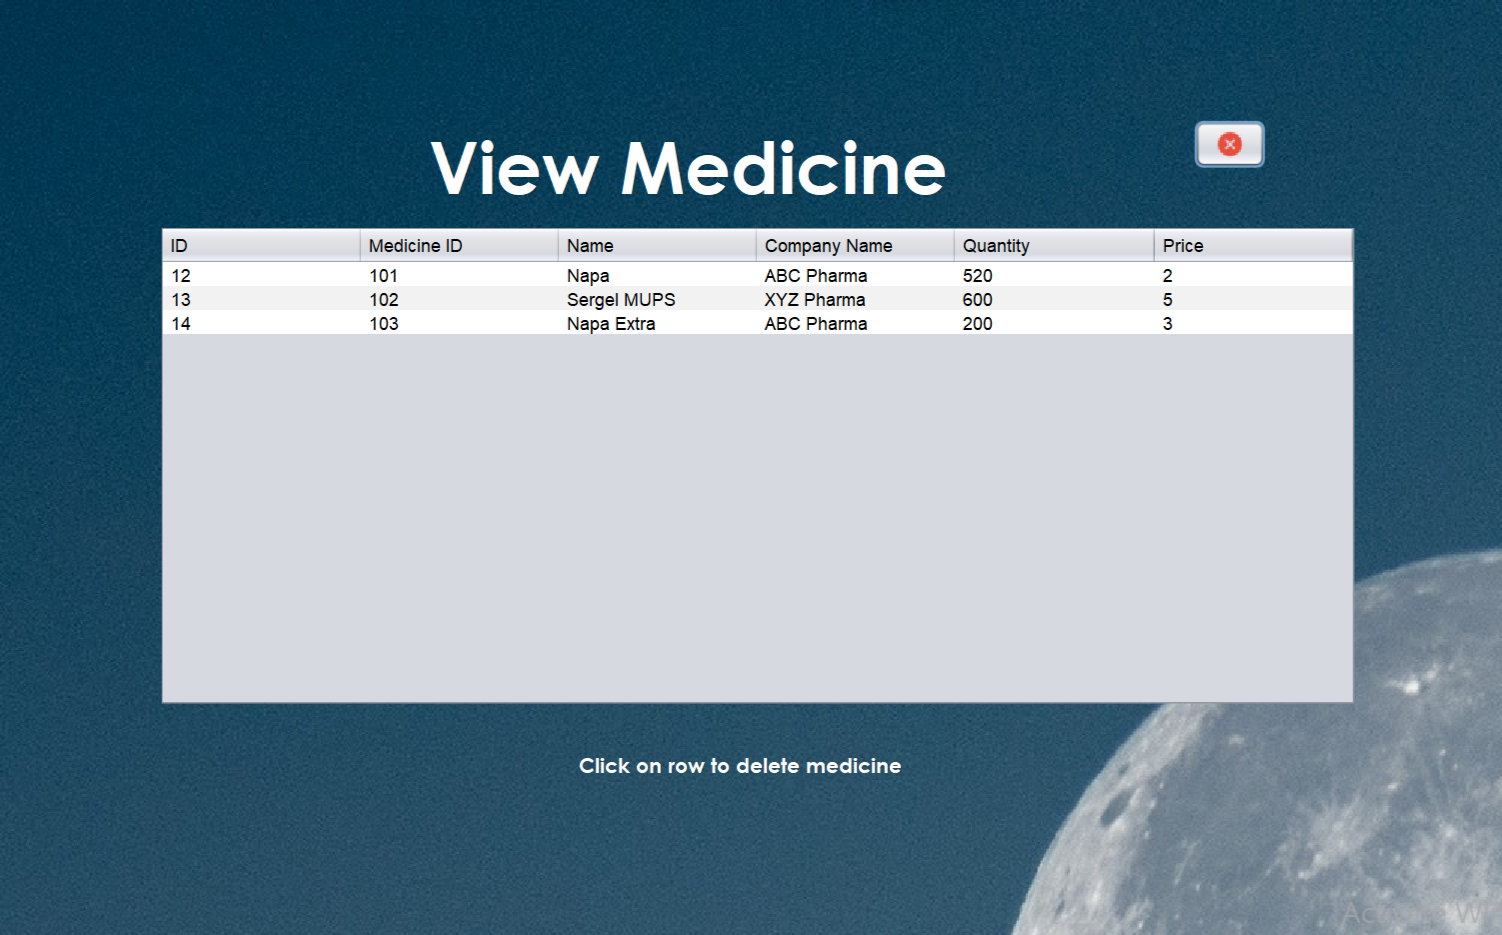 View Medicine
ID Medicine ID Name Company Name Quantity Price
12 101 Napa ABC Pharma 520 2
13 102 Sergel MUPS XYZ Pharma 600 5
14 103 Napa Extra ABC Pharma 200 3
Click on row to delete medicine